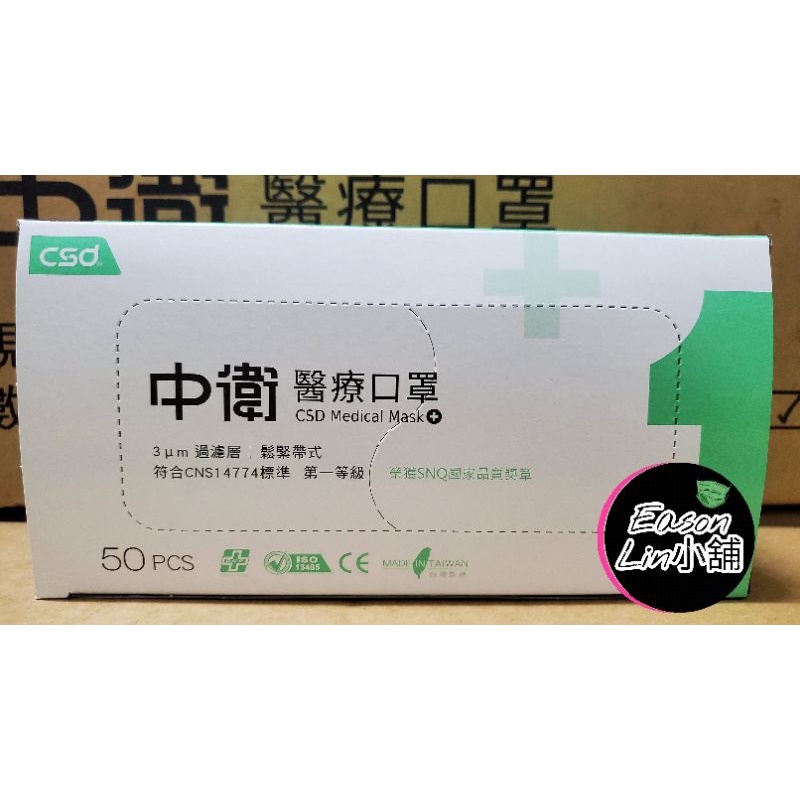 中衛醫療口罩
csd
中衛 醫療口罩
CSD Medical Mask
3μm 過濾層 | 鬆緊帶式
符合CNS14774標準 第一等級
榮獲SNQ國家品質獎章
1
50 PCS
ISO
13485
CE
MADE IN TAIWAN
台灣製造
Eason
Lin小舖